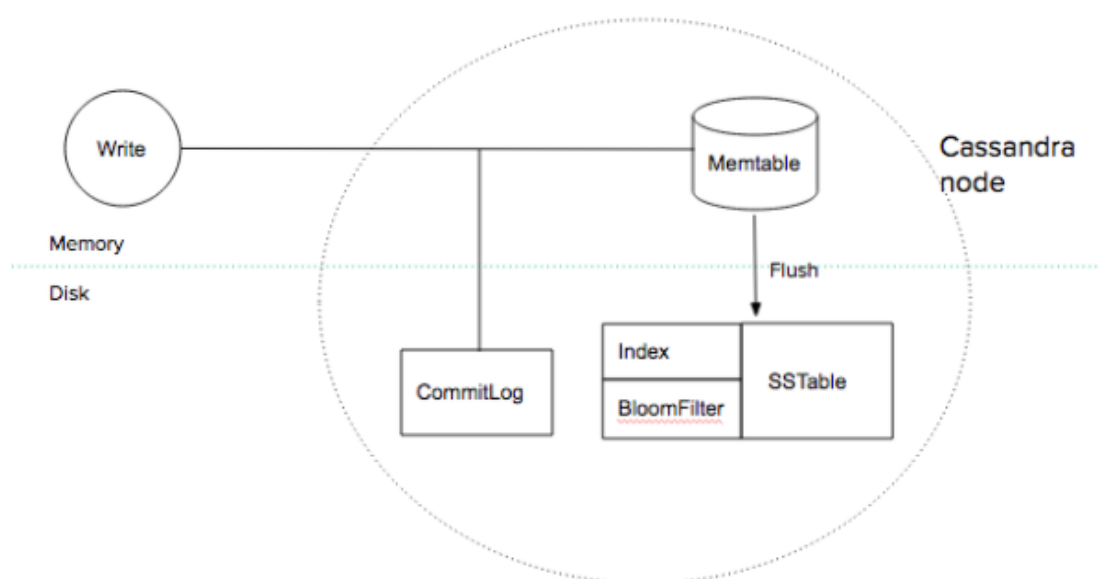 Write
Memtable
Cassandra
node
Memory
Flush
Disk
Index
SSTable
CommitLog
BloomFilter